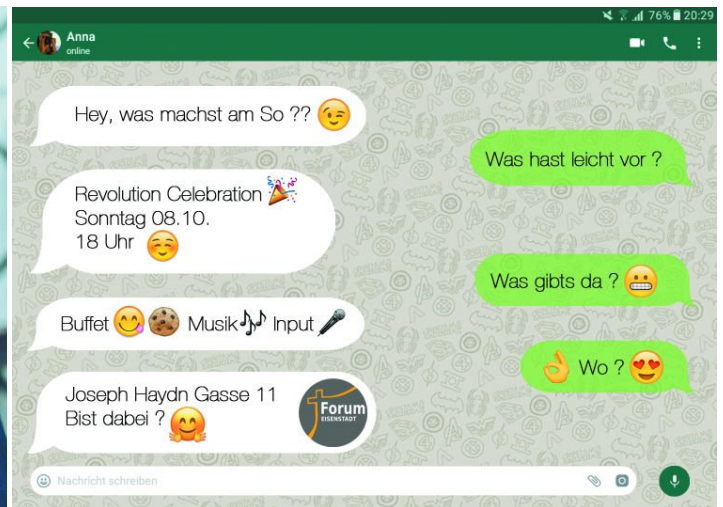 76% 20:29
Anna
online
Hey, was machst am So ??
Was hast leicht vor ?
Revolution Celebration
Sonntag 08.10.
18 Uhr
Was gibts da ?
Buffet Musik Input
Wo ?
Joseph Haydn Gasse 11
Bist dabei ?
Forum
EISENSTADT
Nachricht schreiben